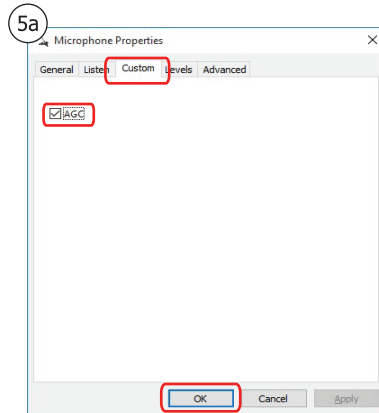 5a
Microphone Properties
General Listen Custom Levels Advanced
AGC
OK Cancel Apply